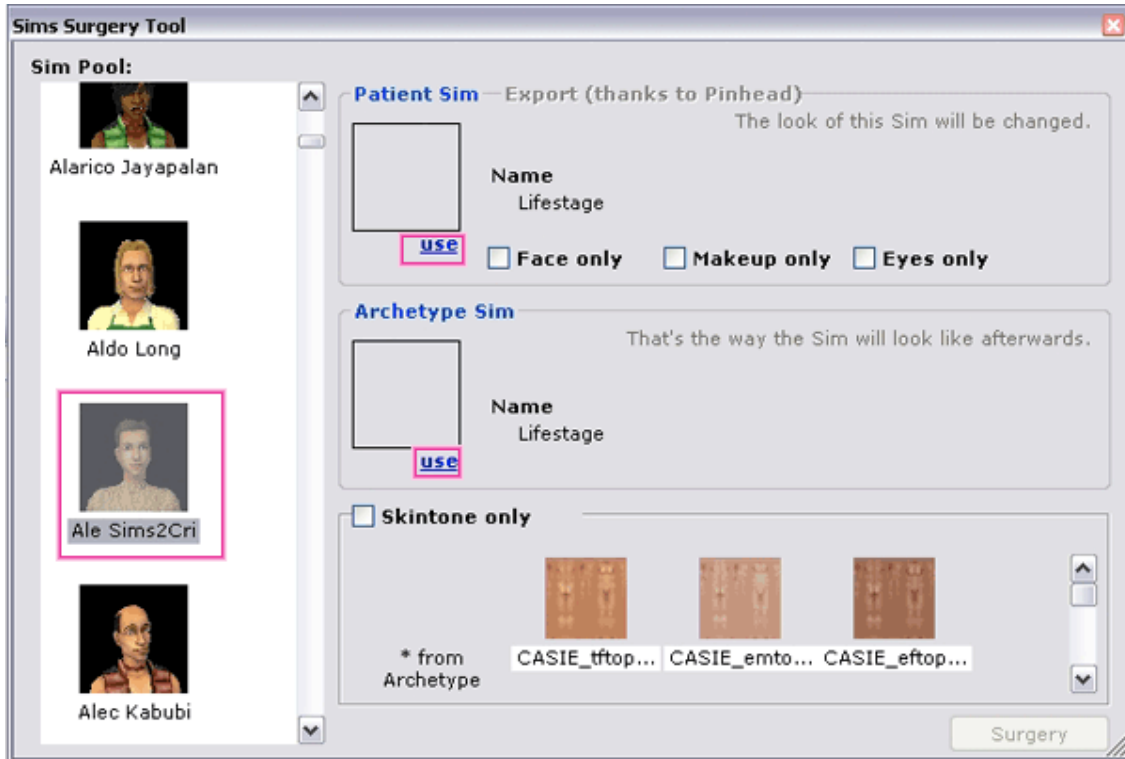 Sims Surgery Tool
Sim Pool:
Alarico Jayapalan
Aldo Long
Ale Sims2Cri
Alec Kabubi
Patient Sim Export (thanks to Pinhead)
The look of this Sim will be changed.
Name
Lifestage
use
Face only Makeup only Eyes only
Archetype Sim
That's the way the Sim will look like afterwards.
Name
Lifestage
use
Skintone only
* from
Archetype
CASIE_tftop... CASIE_emto... CASIE_eftop...
Surgery